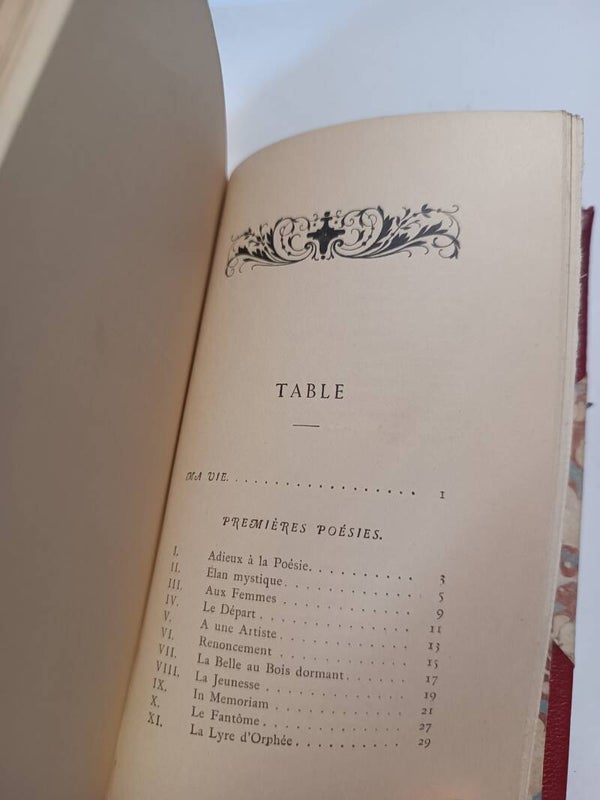 TABLE
MA VIE. . . . . . . . . . . . . . . . . . 1
PREMIÈRES POÉSIES.
I. Adieux à la Poésie. . . . . . . . . . 3
II. Élan mystique. . . . . . . . . . . . 5
III. Aux Femmes . . . . . . . . . . . . 9
IV. Le Départ . . . . . . . . . . . . . 11
V. A une Artiste. . . . . . . . . . . . 13
VI. Renoncement . . . . . . . . . . . 15
VII. La Belle au Bois dormant. . . . . . . 17
VIII. La Jeunesse . . . . . . . . . . . . 19
IX. In Memoriam . . . . . . . . . . . 21
X. Le Fantôme. . . . . . . . . . . . . 27
XI. La Lyre d'Orphée. . . . . . . . . . 29